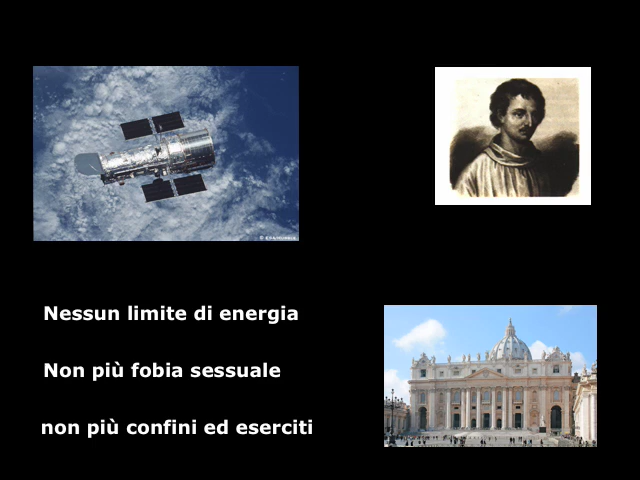 Nessun limite di energia
Non più fobia sessuale
non più confini ed eserciti